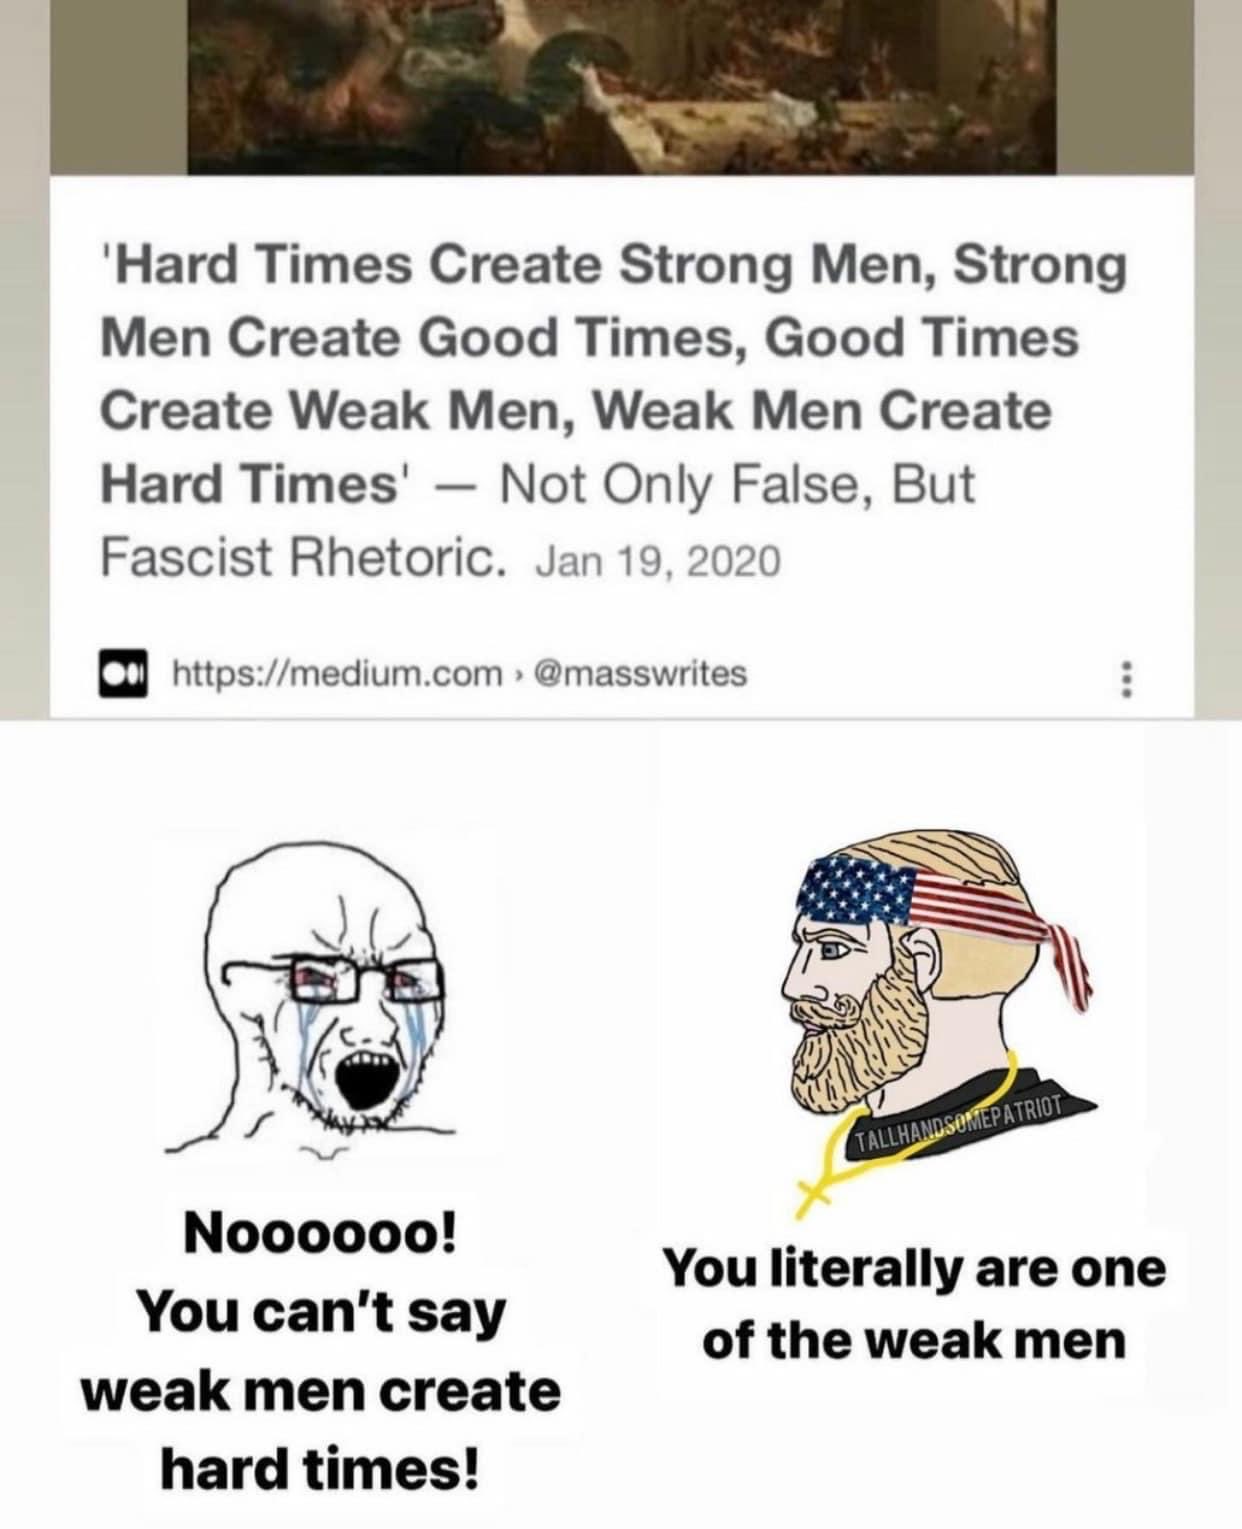 'Hard Times Create Strong Men, Strong
Men Create Good Times, Good Times
Create Weak Men, Weak Men Create
Hard Times' — Not Only False, But
Fascist Rhetoric. Jan 19, 2020
https://medium.com › @masswrites
TALLHANDSOMEPATRIOT
Noooooo!
You can't say
weak men create
hard times!
You literally are one
of the weak men